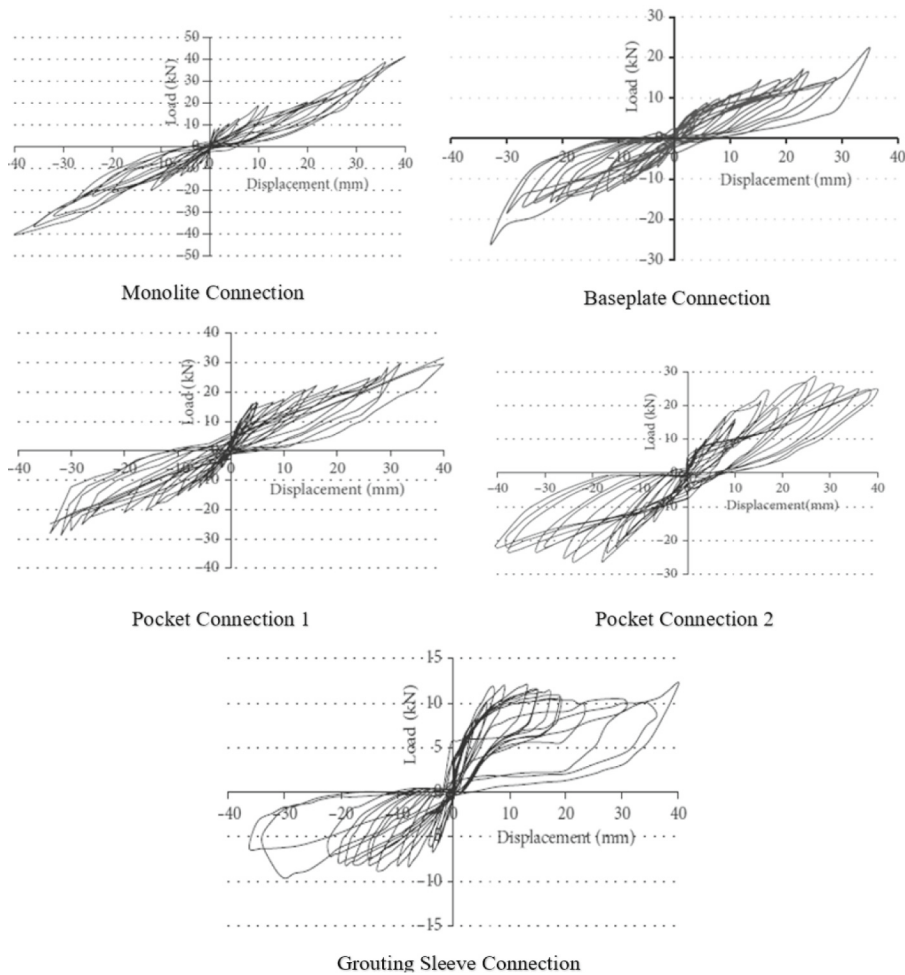 50
40
30
20
10
0
-10
-20
-30
-40
-50
Load (kN)
-40 -30 -20 -10 0 10 20 30 40
Displacement (mm)
Monolite Connection
30
20
10
0
-10
-20
-30
Load (kN)
-40 -30 -20 -10 0 10 20 30 40
Displacement (mm)
Baseplate Connection
40
30
20
10
0
-10
-20
-30
-40
Load (kN)
-40 -30 -20 -10 0 10 20 30 40
Displacement (mm)
Pocket Connection 1
30
20
10
0
-10
-20
-30
Load (kN)
-40 -30 -20 -10 0 10 20 30 40
Displacement(mm)
Pocket Connection 2
15
10
5
0
-5
-10
-15
Load (kN)
-40 -30 -20 -10 0 10 20 30 40
Displacement (mm)
Grouting Sleeve Connection